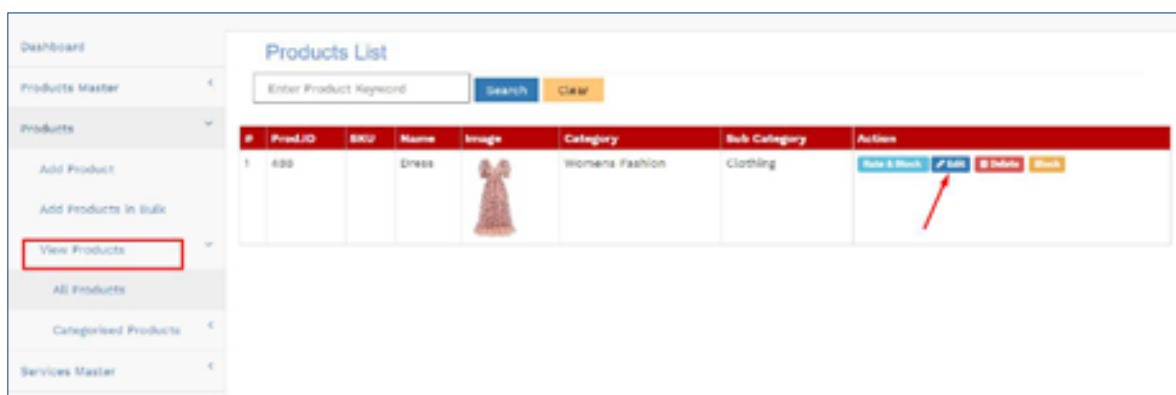 Dashboard
Products Master
Products
Add Product
Add Products in Bulk
View Products
All Products
Categorised Products
Services Master
Products List
Enter Product Keyword Search Clear
# Prod.ID SKU Name Image Category Sub Category Action
1 Dress Womens Fashion Clothing Rate & Stock Edit Delete Block